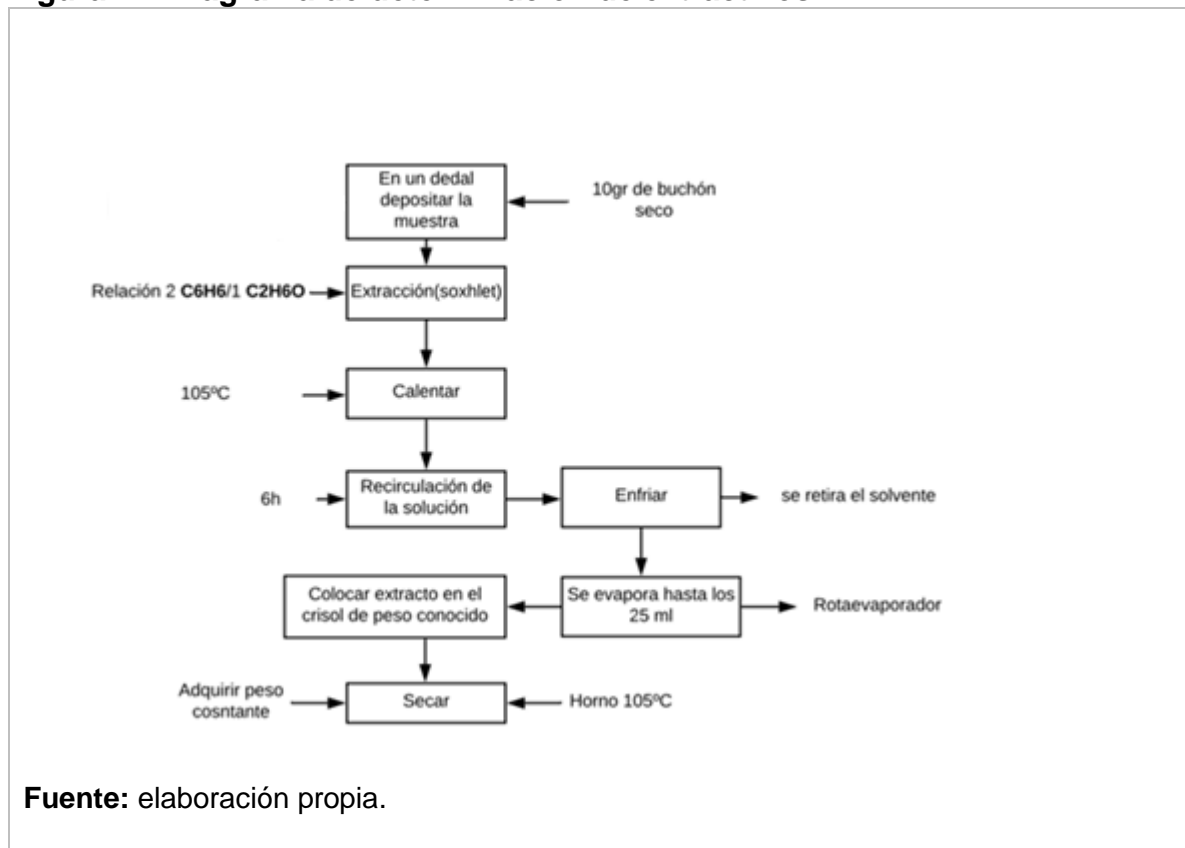 En un dedal
depositar la
muestra
10gr de buchón
seco
Relación 2 C6H6/1 C2H6O
Extracción(soxhlet)
105ºC
Calentar
6h
Recirculación de
la solución
Enfriar
se retira el solvente
Colocar extracto en el
crisol de peso conocido
Se evapora hasta los
25 ml
Rotaevaporador
Adquirir peso
cosntante
Secar
Horno 105ºC
Fuente: elaboración propia.